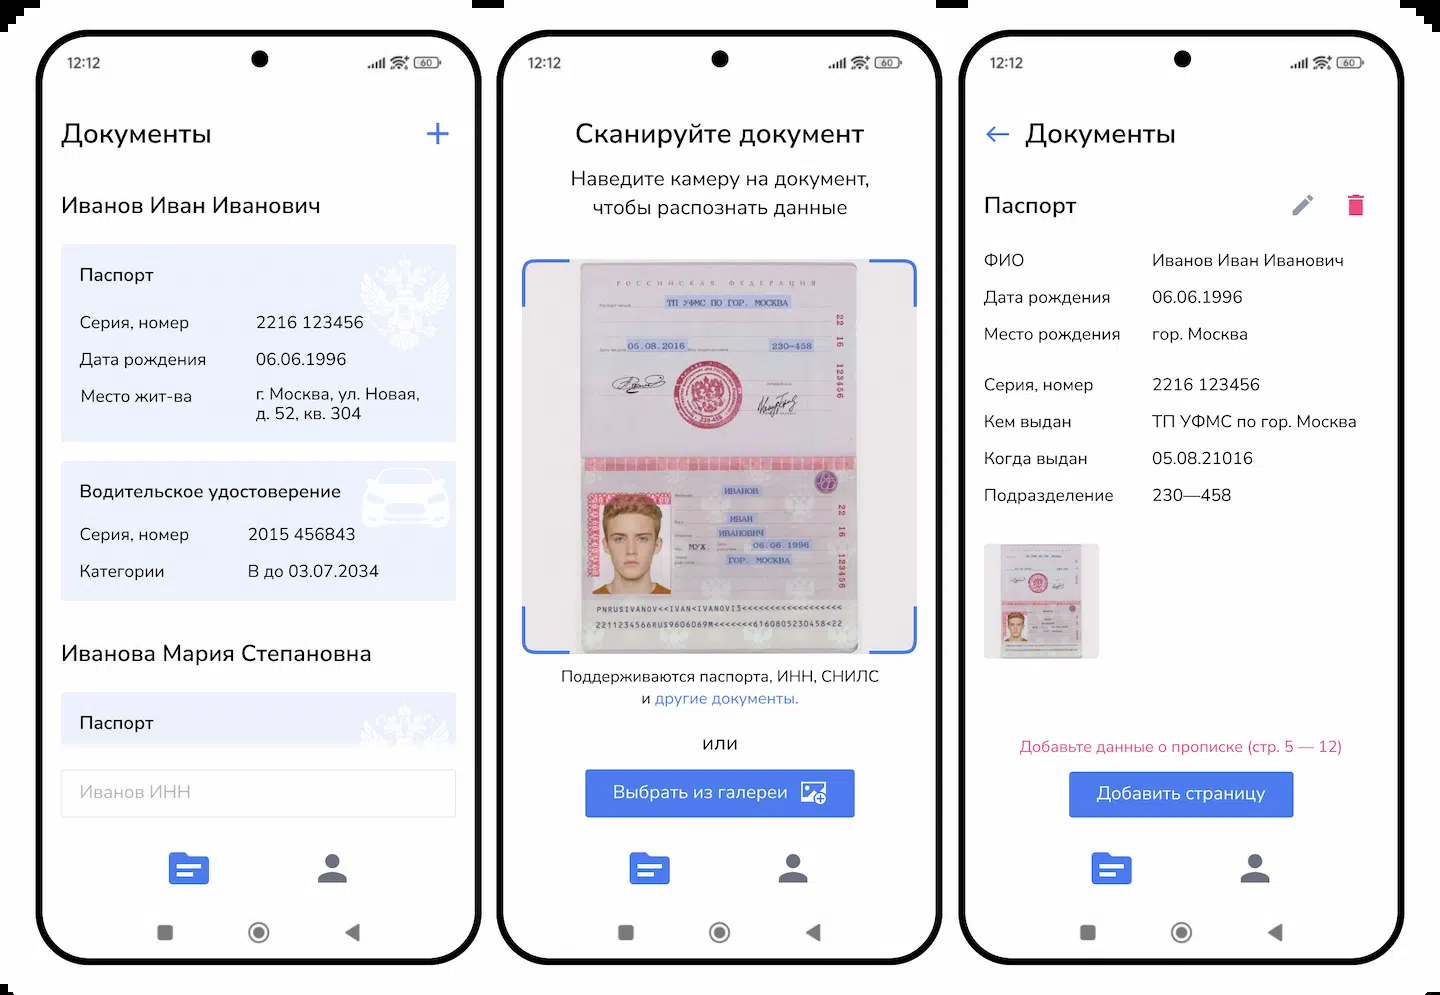 12:12
60
Документы
Иванов Иван Иванович
Паспорт
Серия, номер 2216 123456
Дата рождения 06.06.1996
Место жит-ва г. Москва, ул. Новая,
д. 52, кв. 304
Водительское удостоверение
Серия, номер 2015 456843
Категории В до 03.07.2034
Иванова Мария Степановна
Паспорт
Иванов ИНН
12:12
60
Сканируйте документ
Наведите камеру на документ,
чтобы распознать данные
РОССИЙСКАЯ ФЕДЕРАЦИЯ
ТП УФМС ПО ГОР. МОСКВА
05.08.2016 230-458
22 16 123456
ИВАНОВ
ИВАН
ИВАНОВИЧ
МУЖ. 06.06.1996
ГОР. МОСКВА
22 16 123456
PNRUSIVANOV<<IVAN<IVANOVI3<<<<<<<<<<<<<<<<<<
2211234566RUS9606069M<<<<<<<6160805230458<22
Поддерживаются паспорта, ИНН, СНИЛС
и другие документы.
или
Выбрать из галереи
12:12
60
Документы
Паспорт
ФИО Иванов Иван Иванович
Дата рождения 06.06.1996
Место рождения гор. Москва
Серия, номер 2216 123456
Кем выдан ТП УФМС по гор. Москва
Когда выдан 05.08.21016
Подразделение 230—458
Добавьте данные о прописке (стр. 5 — 12)
Добавить страницу